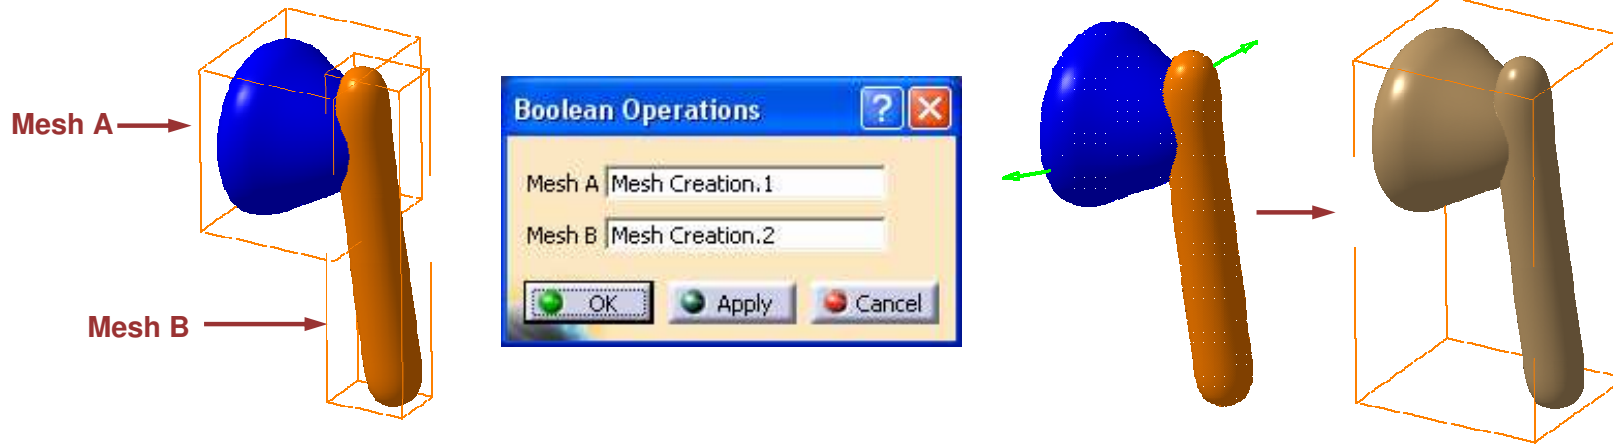 Mesh A
Mesh B
Boolean Operations
?
Mesh A Mesh Creation.1
Mesh B Mesh Creation.2
OK Apply Cancel